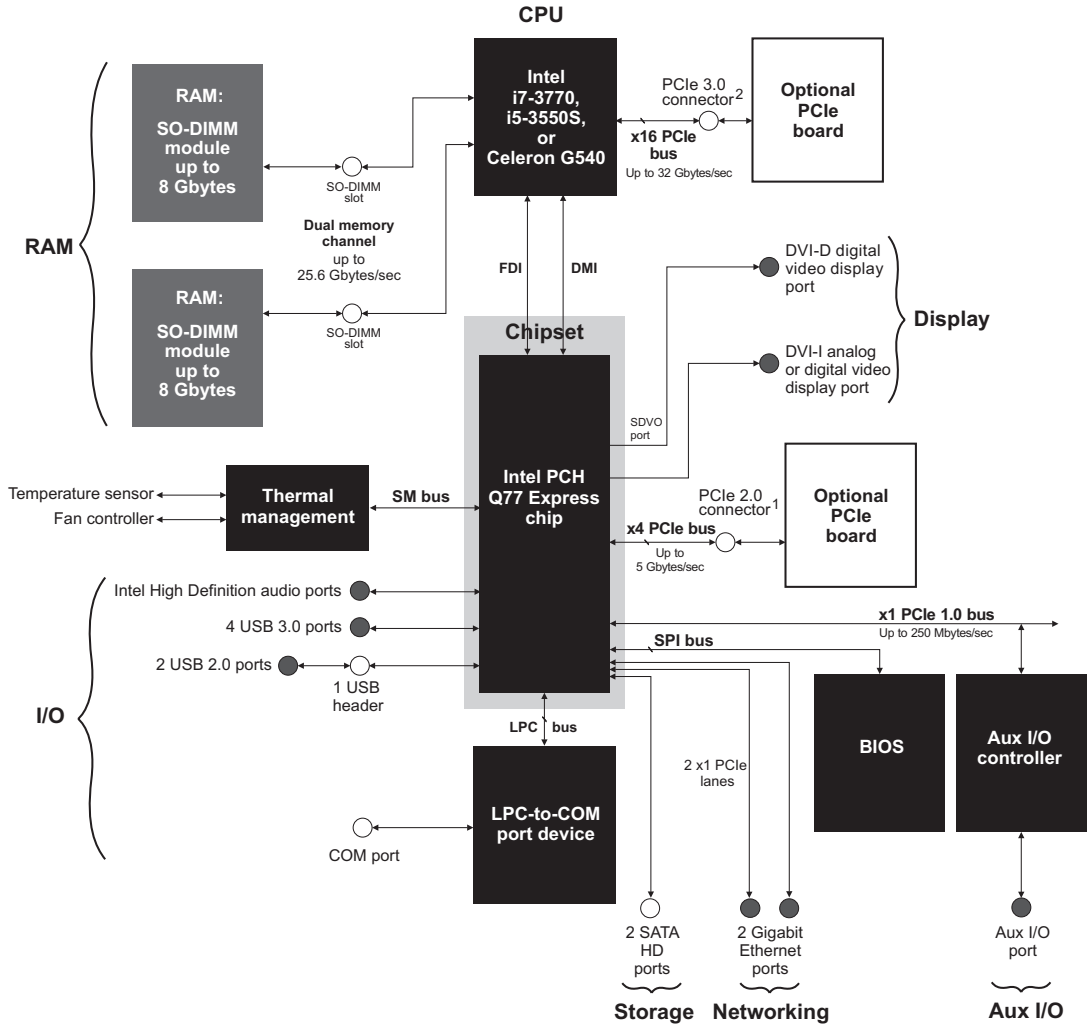 CPU
Intel
i7-3770,
i5-3550S,
or
Celeron G540
PCIe 3.0
connector2
x16 PCIe
bus
Up to 32 Gbytes/sec
Optional
PCIe
board
RAM
RAM:
SO-DIMM
module
up to
8 Gbytes
SO-DIMM
slot
Dual memory
channel
up to
25.6 Gbytes/sec
RAM:
SO-DIMM
module
up to
8 Gbytes
SO-DIMM
slot
FDI
DMI
DVI-D digital
video display
port
DVI-I analog
or digital video
display port
Display
Chipset
SDVO
port
Intel PCH
Q77 Express
chip
Temperature sensor
Fan controller
Thermal
management
SM bus
PCIe 2.0
connector1
x4 PCIe bus
Up to
5 Gbytes/sec
Optional
PCIe
board
I/O
Intel High Definition audio ports
4 USB 3.0 ports
2 USB 2.0 ports
1 USB
header
x1 PCIe 1.0 bus
Up to 250 Mbytes/sec
SPI bus
LPC bus
LPC-to-COM
port device
COM port
2 x1 PCIe
lanes
BIOS
Aux I/O
controller
2 SATA
HD
ports
Storage
2 Gigabit
Ethernet
ports
Networking
Aux I/O
port
Aux I/O